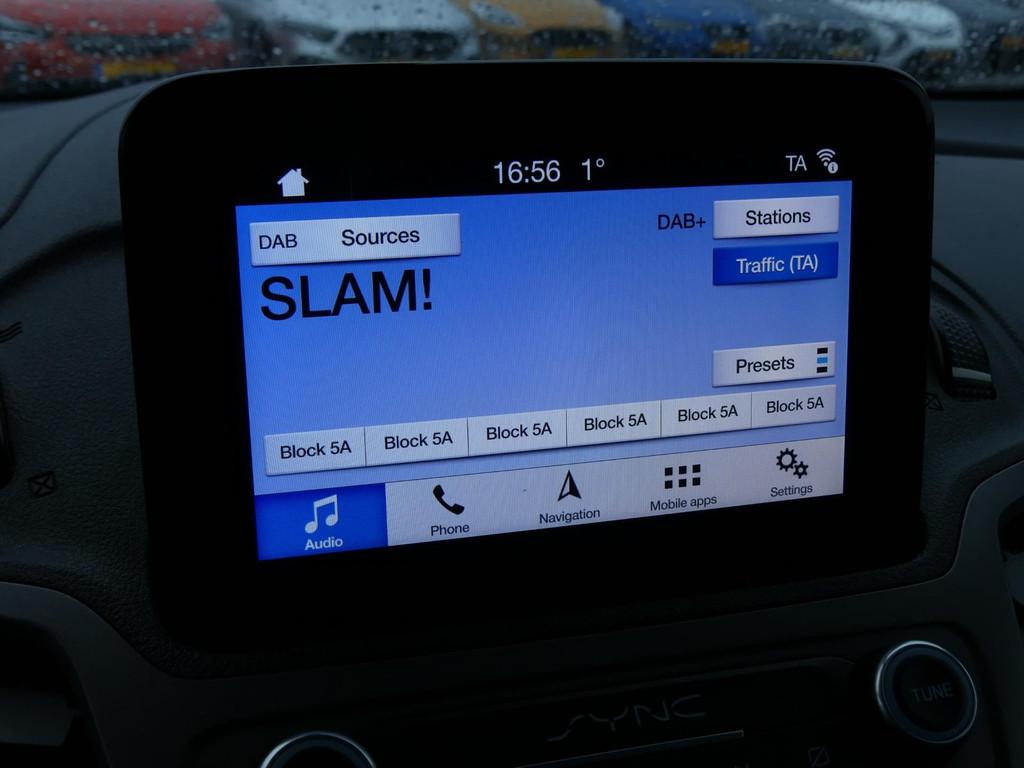 16:56 1° TA
DAB Sources
DAB+ Stations
SLAM!
Traffic (TA)
Presets
Block 5A Block 5A Block 5A Block 5A Block 5A Block 5A
Audio Phone Navigation Mobile apps Settings
SYNC
TUNE